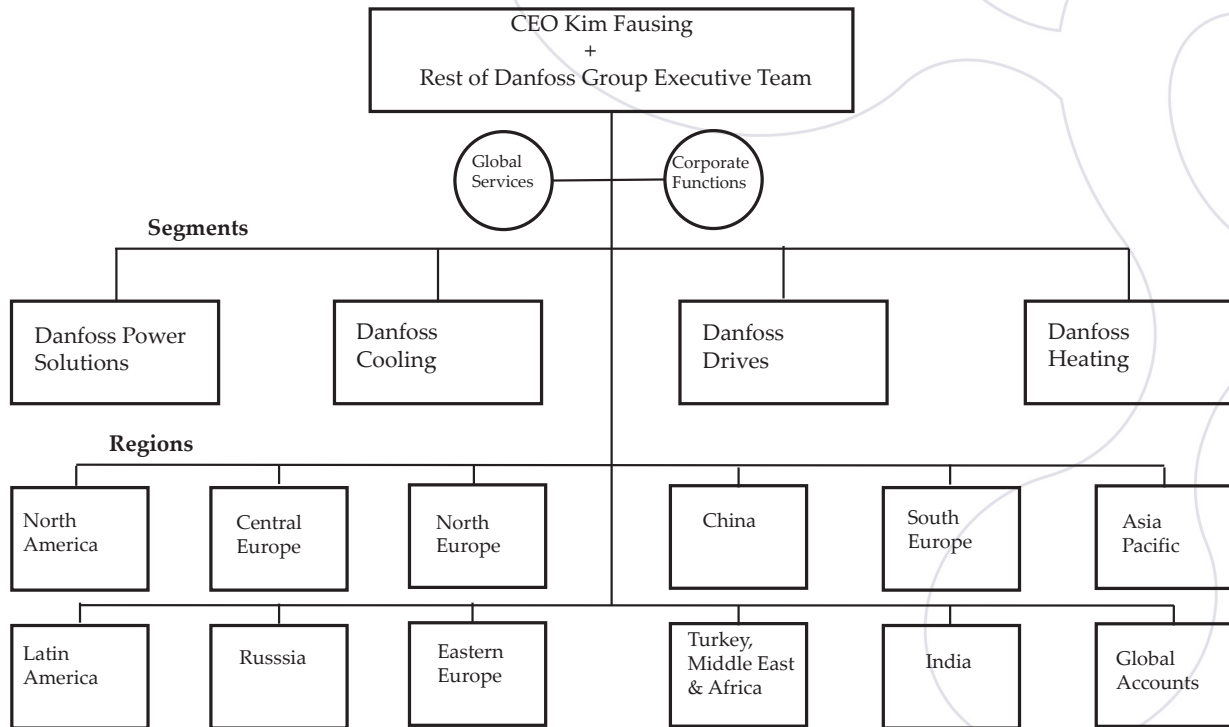 CEO Kim Fausing
+
Rest of Danfoss Group Executive Team
Global
Services
Corporate
Functions
Segments
Danfoss Power
Solutions
Danfoss
Cooling
Danfoss
Drives
Danfoss
Heating
Regions
North
America
Central
Europe
North
Europe
China
South
Europe
Asia
Pacific
Latin
America
Russsia
Eastern
Europe
Turkey,
Middle East
& Africa
India
Global
Accounts